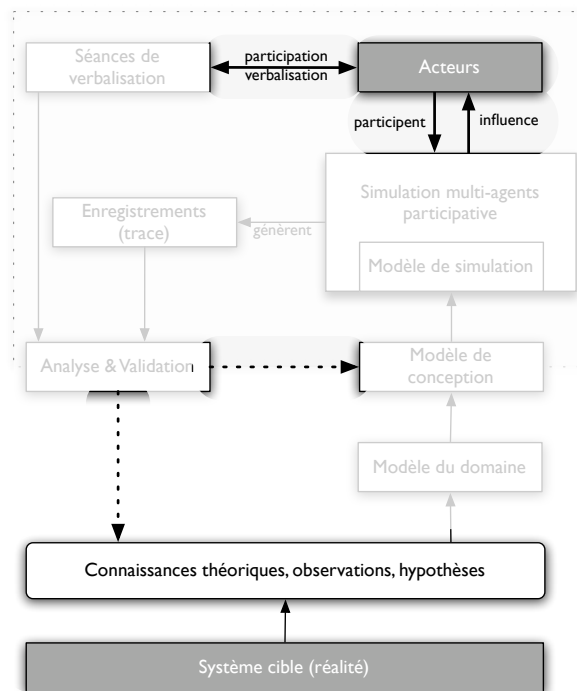 Séances de
verbalisation
participation
verbalisation
Acteurs
participent
influence
Simulation multi-agents
participative
Enregistrements
(trace)
génèrent
Modèle de simulation
Analyse & Validation
Modèle de
conception
Modèle du domaine
Connaissances théoriques, observations, hypothèses
Système cible (réalité)